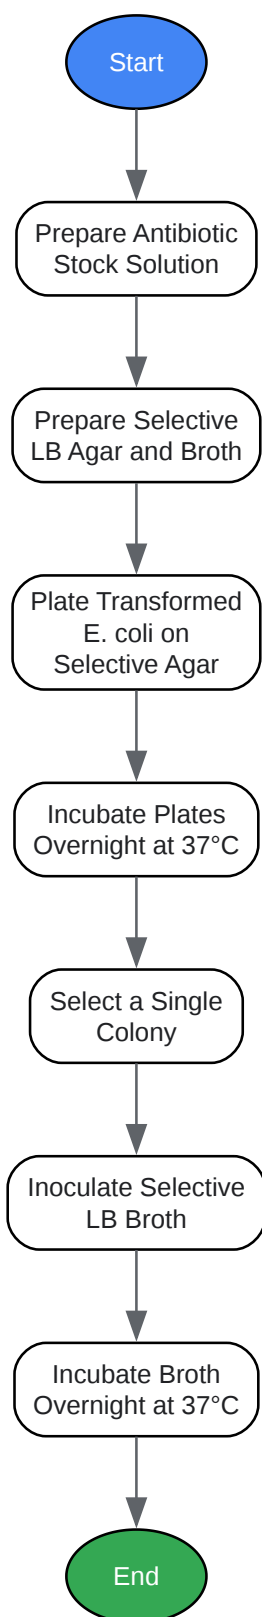 Start
Prepare Antibiotic
Stock Solution
Prepare Selective
LB Agar and Broth
Plate Transformed
E. coli on
Selective Agar
Incubate Plates
Overnight at 37°C
Select a Single
Colony
Inoculate Selective
LB Broth
Incubate Broth
Overnight at 37°C
End